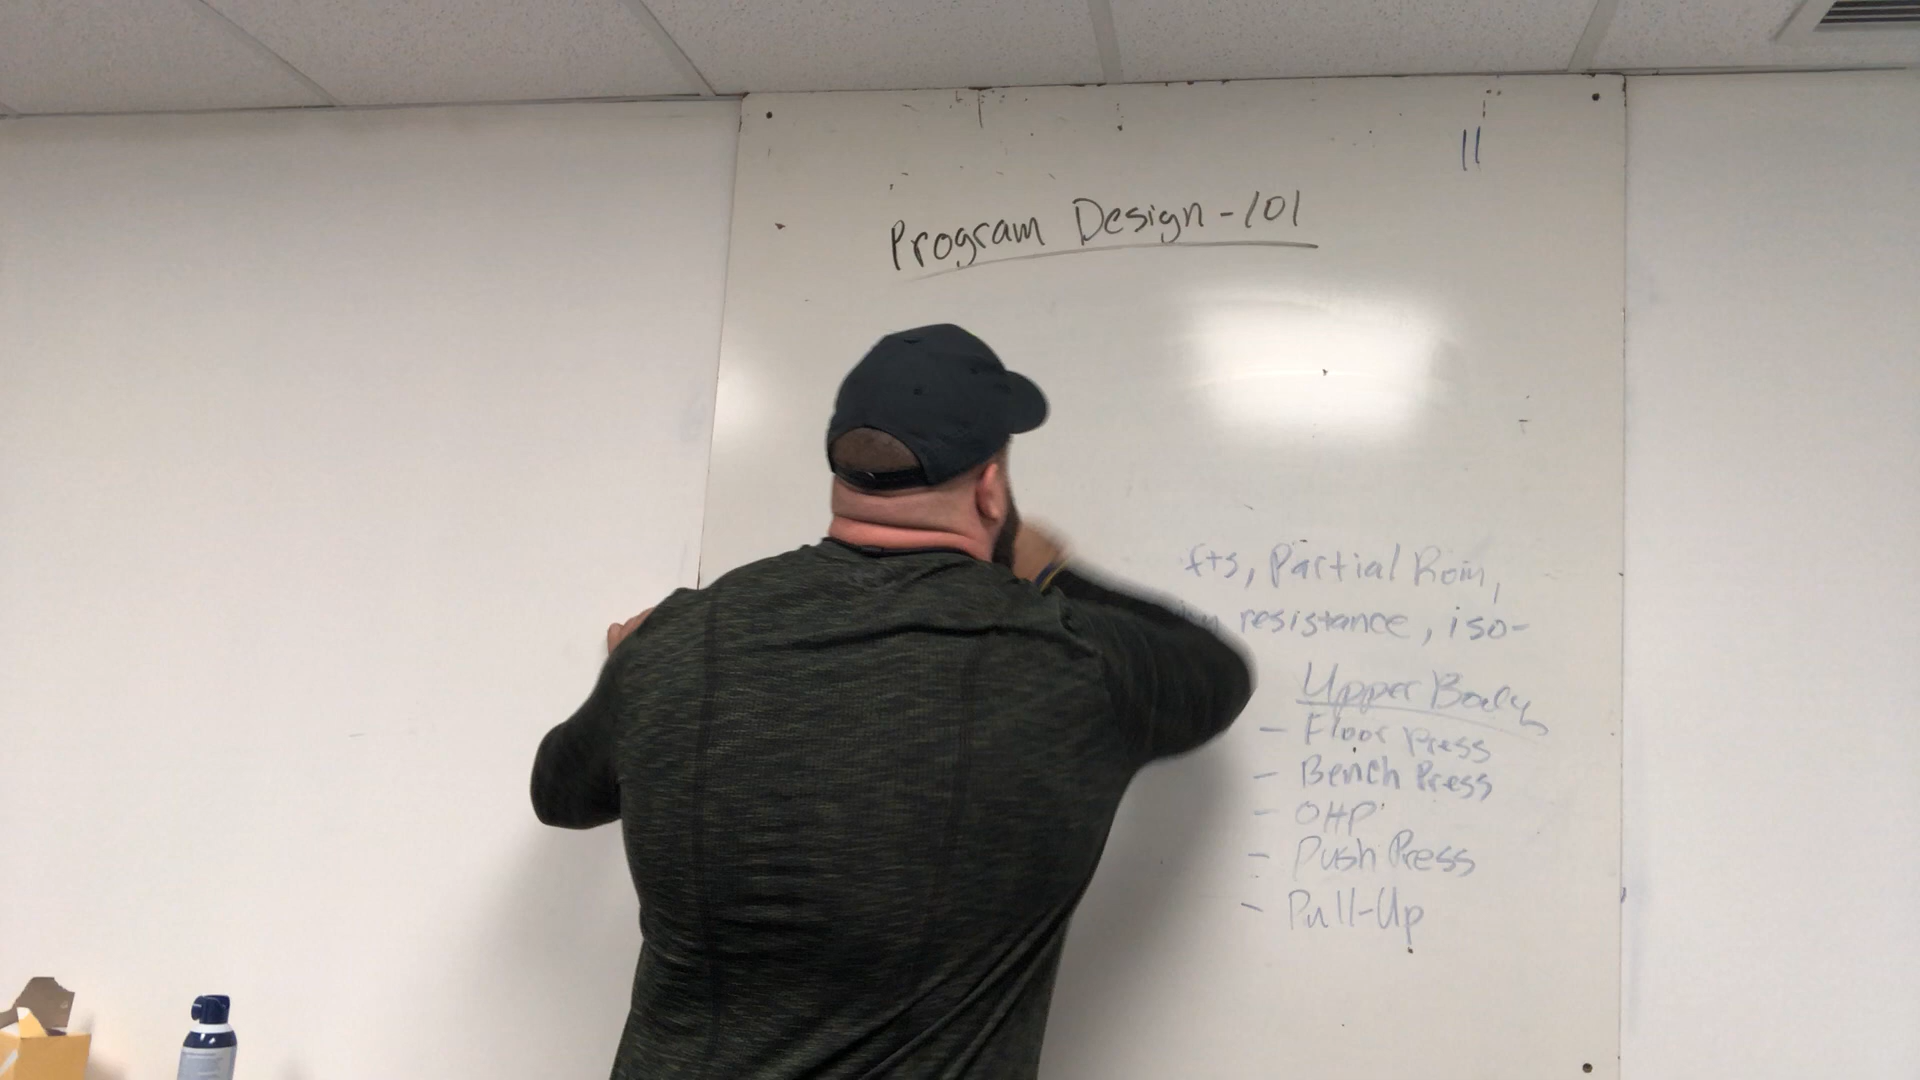 11
Program Design - 101
fts, Partial Rom,
resistance, iso-
Upper Body
- Floor Press
- Bench Press
- OHP
- Push Press
- Pull-Up